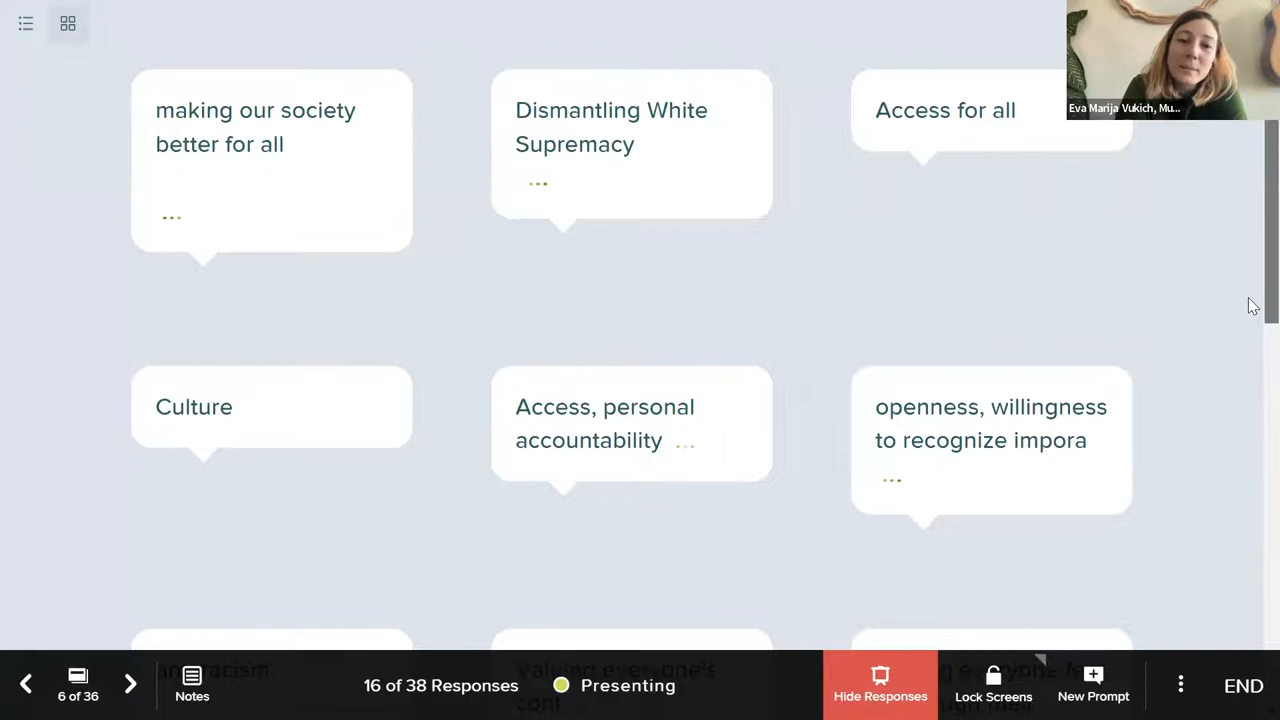 making our society
better for all
...
Dismantling White
Supremacy
...
Access for all
Eva Marija Vukich, Mu...
Culture
Access, personal
accountability ...
openness, willingness
to recognize impora
...
6 of 36
Notes
16 of 38 Responses
Presenting
Hide Responses
Lock Screens
New Prompt
END